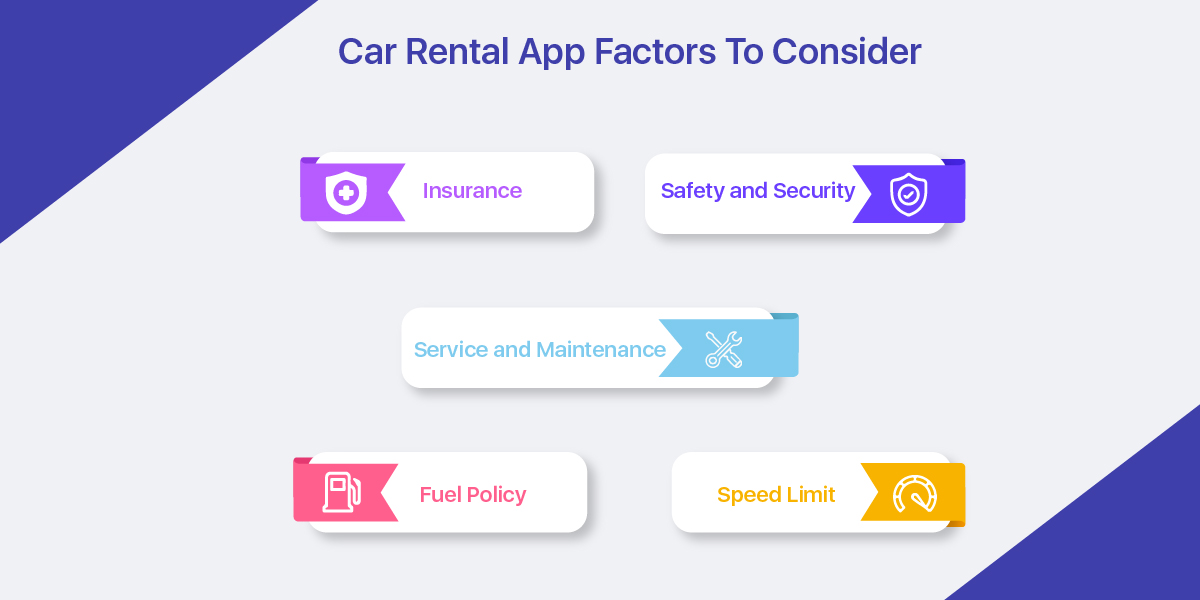 Car Rental App Factors To Consider
Insurance
Safety and Security
Service and Maintenance
Fuel Policy
Speed Limit